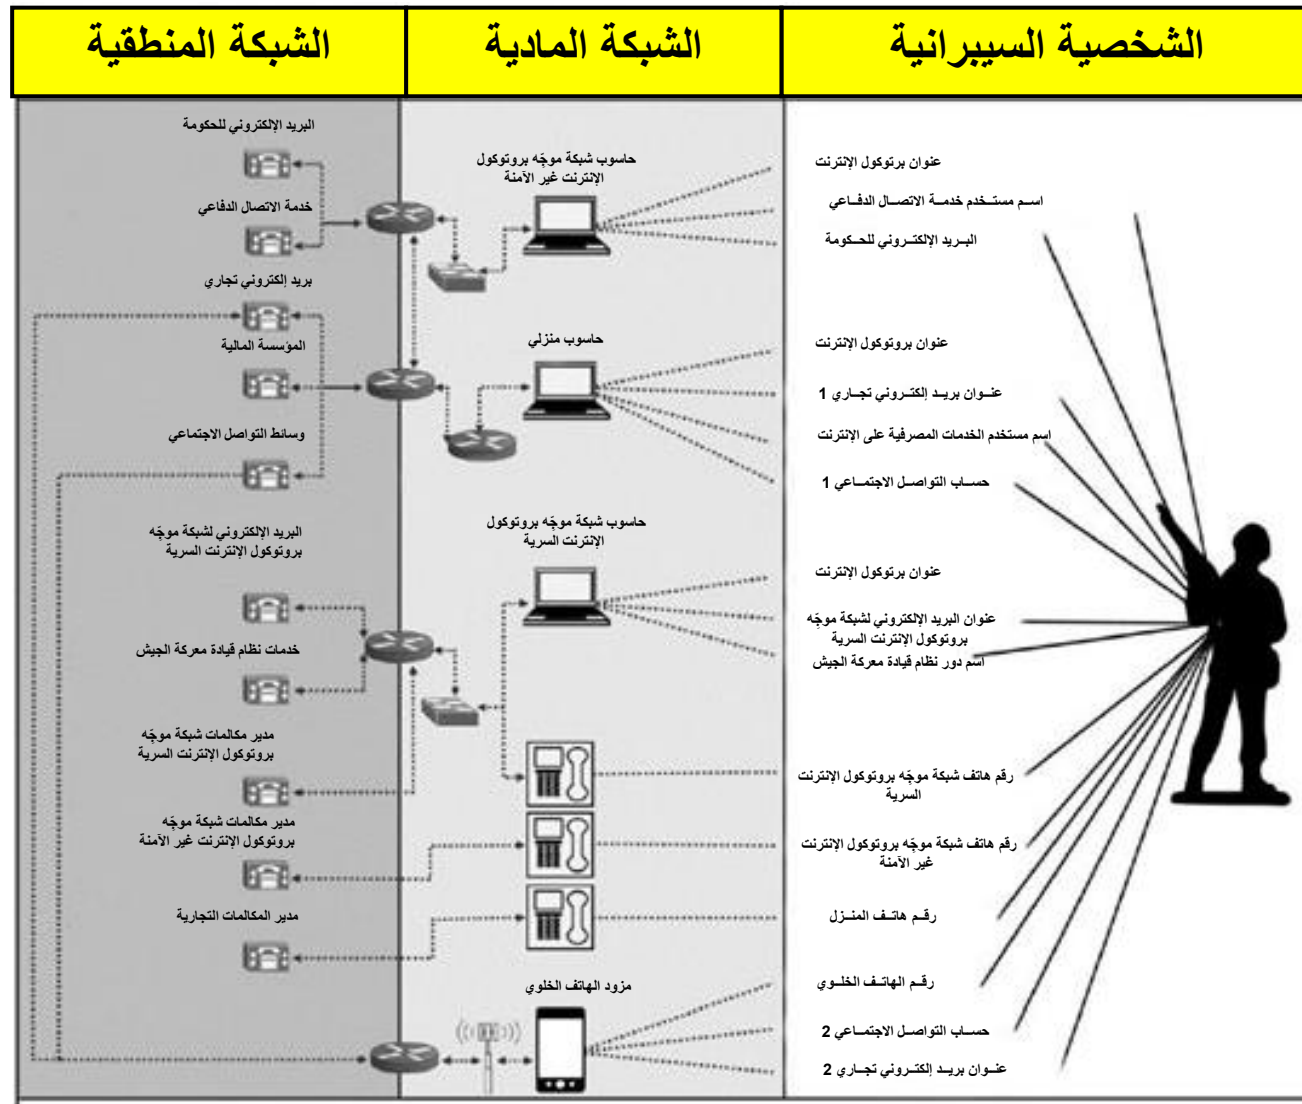 الشخصية السيبرانية
الشبكة المادية
الشبكة المنطقية
عنوان برتوكول الإنترنت
اسم مستخدم خدمة الاتصال الدفاعي
البريد الإلكتروني للحكومة
عنوان بروتوكول الإنترنت
عنوان بريد إلكتروني تجاري 1
اسم مستخدم الخدمات المصرفية على الإنترنت
حساب التواصل الاجتماعي 1
عنوان برتوكول الإنترنت
عنوان البريد الإلكتروني لشبكة موجّه
بروتوكول الإنترنت السرية
اسم دور نظام قيادة معركة الجيش
رقم هاتف شبكة موجّه بروتوكول الإنترنت
السرية
رقم هاتف شبكة موجّه بروتوكول الإنترنت
غير الآمنة
رقم هاتف المنزل
رقم الهاتف الخلوي
حساب التواصل الاجتماعي 2
عنوان بريد إلكتروني تجاري 2
حاسوب شبكة موجّه بروتوكول
الإنترنت غير الآمنة
حاسوب منزلي
حاسوب شبكة موجّه بروتوكول
الإنترنت السرية
مزود الهاتف الخلوي
البريد الإلكتروني للحكومة
خدمة الاتصال الدفاعي
بريد إلكتروني تجاري
المؤسسة المالية
وسائط التواصل الاجتماعي
البريد الإلكتروني لشبكة موجّه
بروتوكول الإنترنت السرية
خدمات نظام قيادة معركة الجيش
مدير مكالمات شبكة موجّه
بروتوكول الإنترنت السرية
مدير مكالمات شبكة موجّه
بروتوكول الإنترنت غير الآمنة
مدير المكالمات التجارية